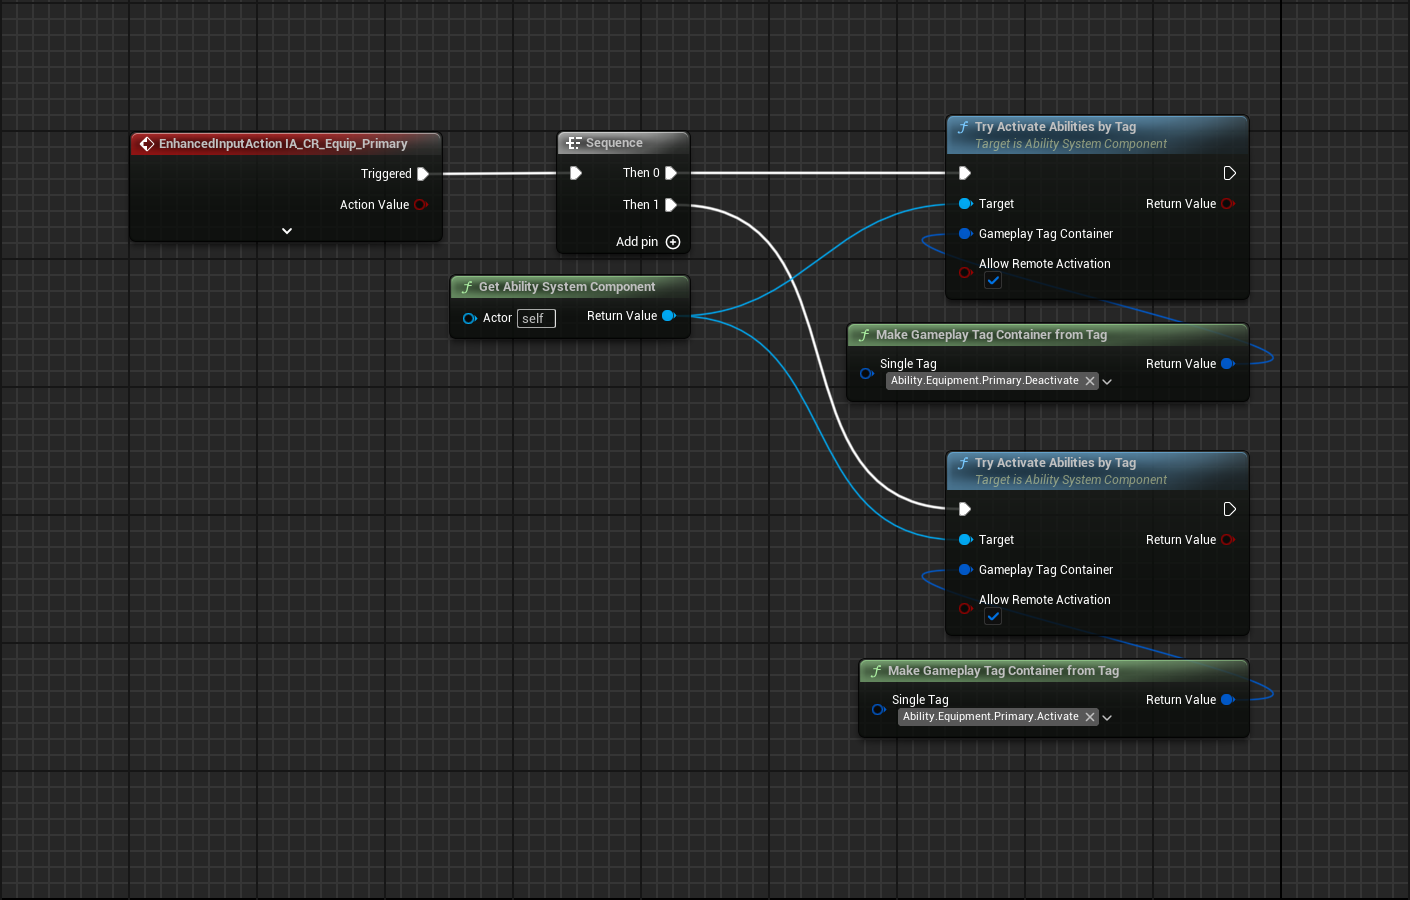 EnhancedInputAction IA_CR_Equip_Primary
Triggered
Action Value
Sequence
Then 0
Then 1
Add pin
Get Ability System Component
Actor self
Return Value
Try Activate Abilities by Tag
Target is Ability System Component
Target
Return Value
Gameplay Tag Container
Allow Remote Activation
Make Gameplay Tag Container from Tag
Single Tag
Return Value
Ability.Equipment.Primary.Deactivate
Try Activate Abilities by Tag
Target is Ability System Component
Target
Return Value
Gameplay Tag Container
Allow Remote Activation
Make Gameplay Tag Container from Tag
Single Tag
Return Value
Ability.Equipment.Primary.Activate